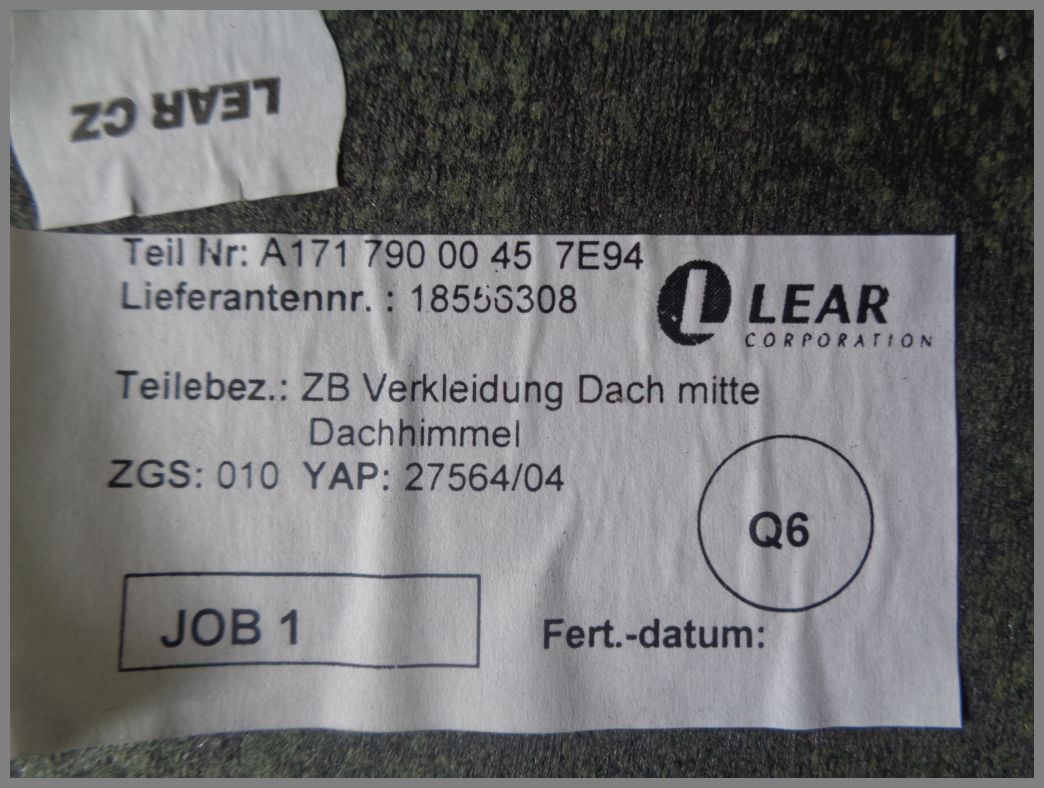 LEAR CZ
Teil Nr: A171 790 00 45 7E94
Lieferantennr. : 18556308
LEAR
CORPORATION
Teilebez.: ZB Verkleidung Dach mitte
Dachhimmel
ZGS: 010 YAP: 27564/04
Q6
JOB 1
Fert.-datum: